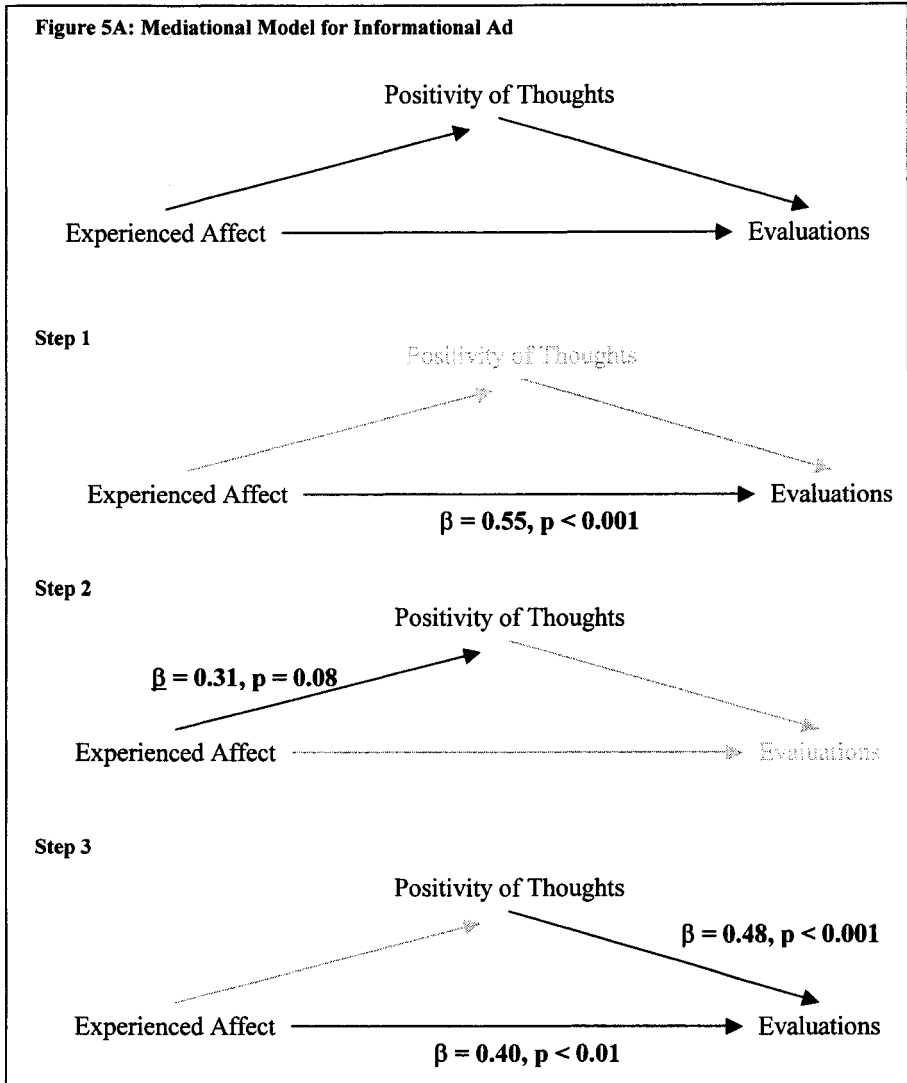 Figure 5A: Mediational Model for Informational Ad
Positivity of Thoughts
Experienced Affect
Evaluations
Step 1
Positivity of Thoughts
Experienced Affect
Evaluations
β = 0.55, p < 0.001
Step 2
Positivity of Thoughts
β = 0.31, p = 0.08
Experienced Affect
Evaluations
Step 3
Positivity of Thoughts
β = 0.48, p < 0.001
Experienced Affect
Evaluations
β = 0.40, p < 0.01